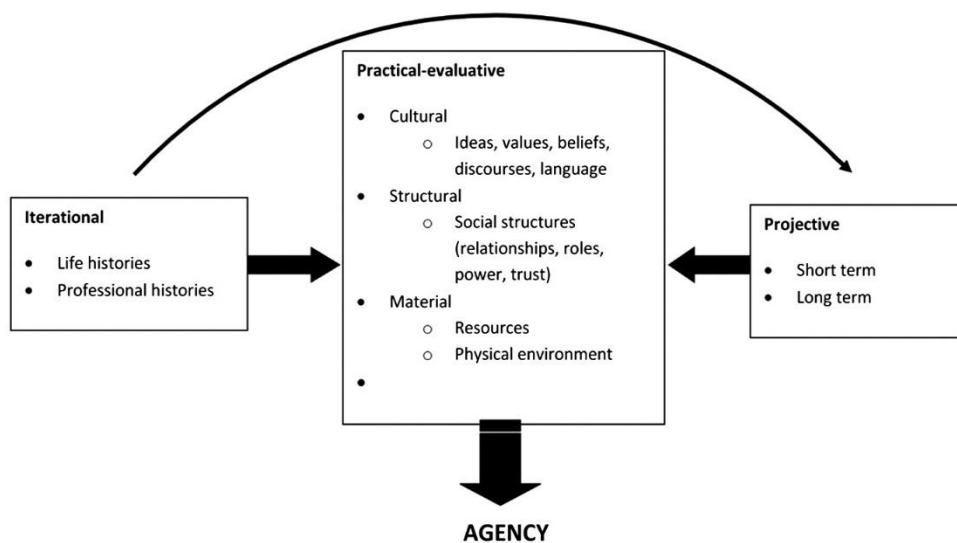 Practical-evaluative
• Cultural
o Ideas, values, beliefs,
discourses, language
• Structural
o Social structures
(relationships, roles,
power, trust)
• Material
o Resources
o Physical environment
•
Iterational
• Life histories
• Professional histories
Projective
• Short term
• Long term
AGENCY